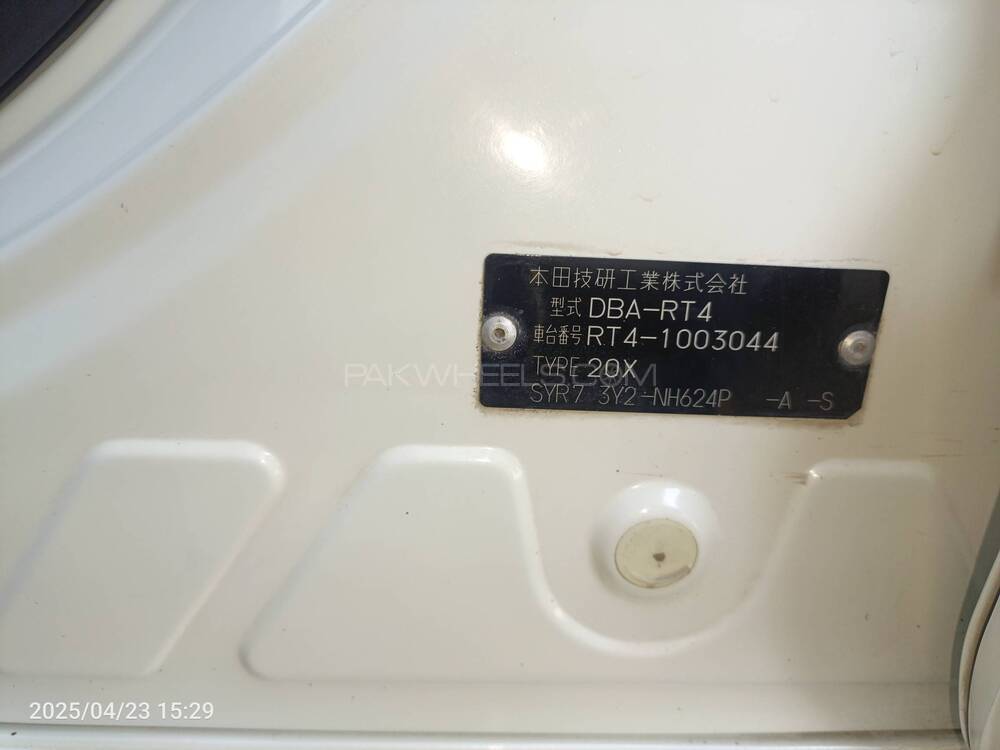 本田技研工業株式会社
型式 DBA-RT4
車台番号 RT4-1003044
TYPE 20X
SYR7 3Y2-NH624P -A -S
PAKWHEELS.COM
2025/04/23 15:29